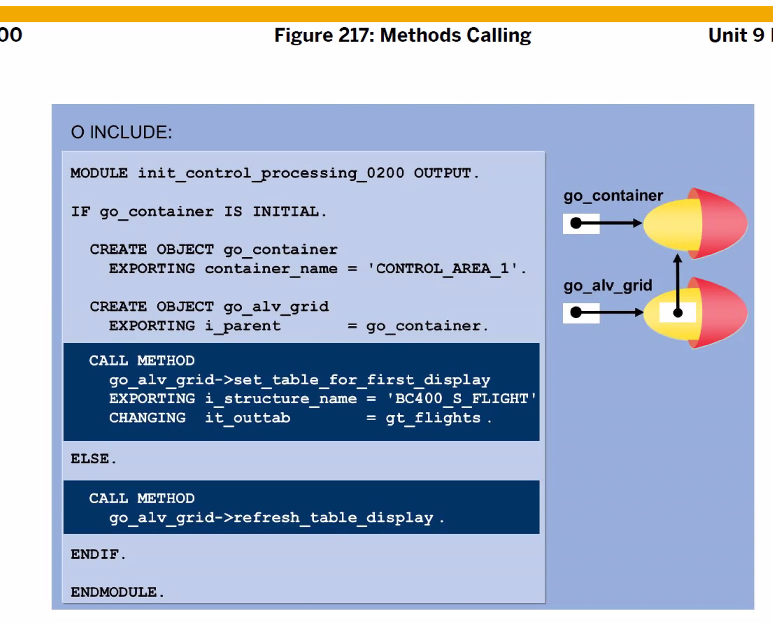 00 Figure 217: Methods Calling Unit 9
O INCLUDE:
MODULE init_control_processing_0200 OUTPUT.
IF go_container IS INITIAL.
CREATE OBJECT go_container
EXPORTING container_name = 'CONTROL_AREA_1'.
CREATE OBJECT go_alv_grid
EXPORTING i_parent = go_container.
CALL METHOD
go_alv_grid->set_table_for_first_display
EXPORTING i_structure_name = 'BC400_S_FLIGHT'
CHANGING it_outtab = gt_flights .
ELSE.
CALL METHOD
go_alv_grid->refresh_table_display .
ENDIF.
ENDMODULE.
go_container
go_alv_grid